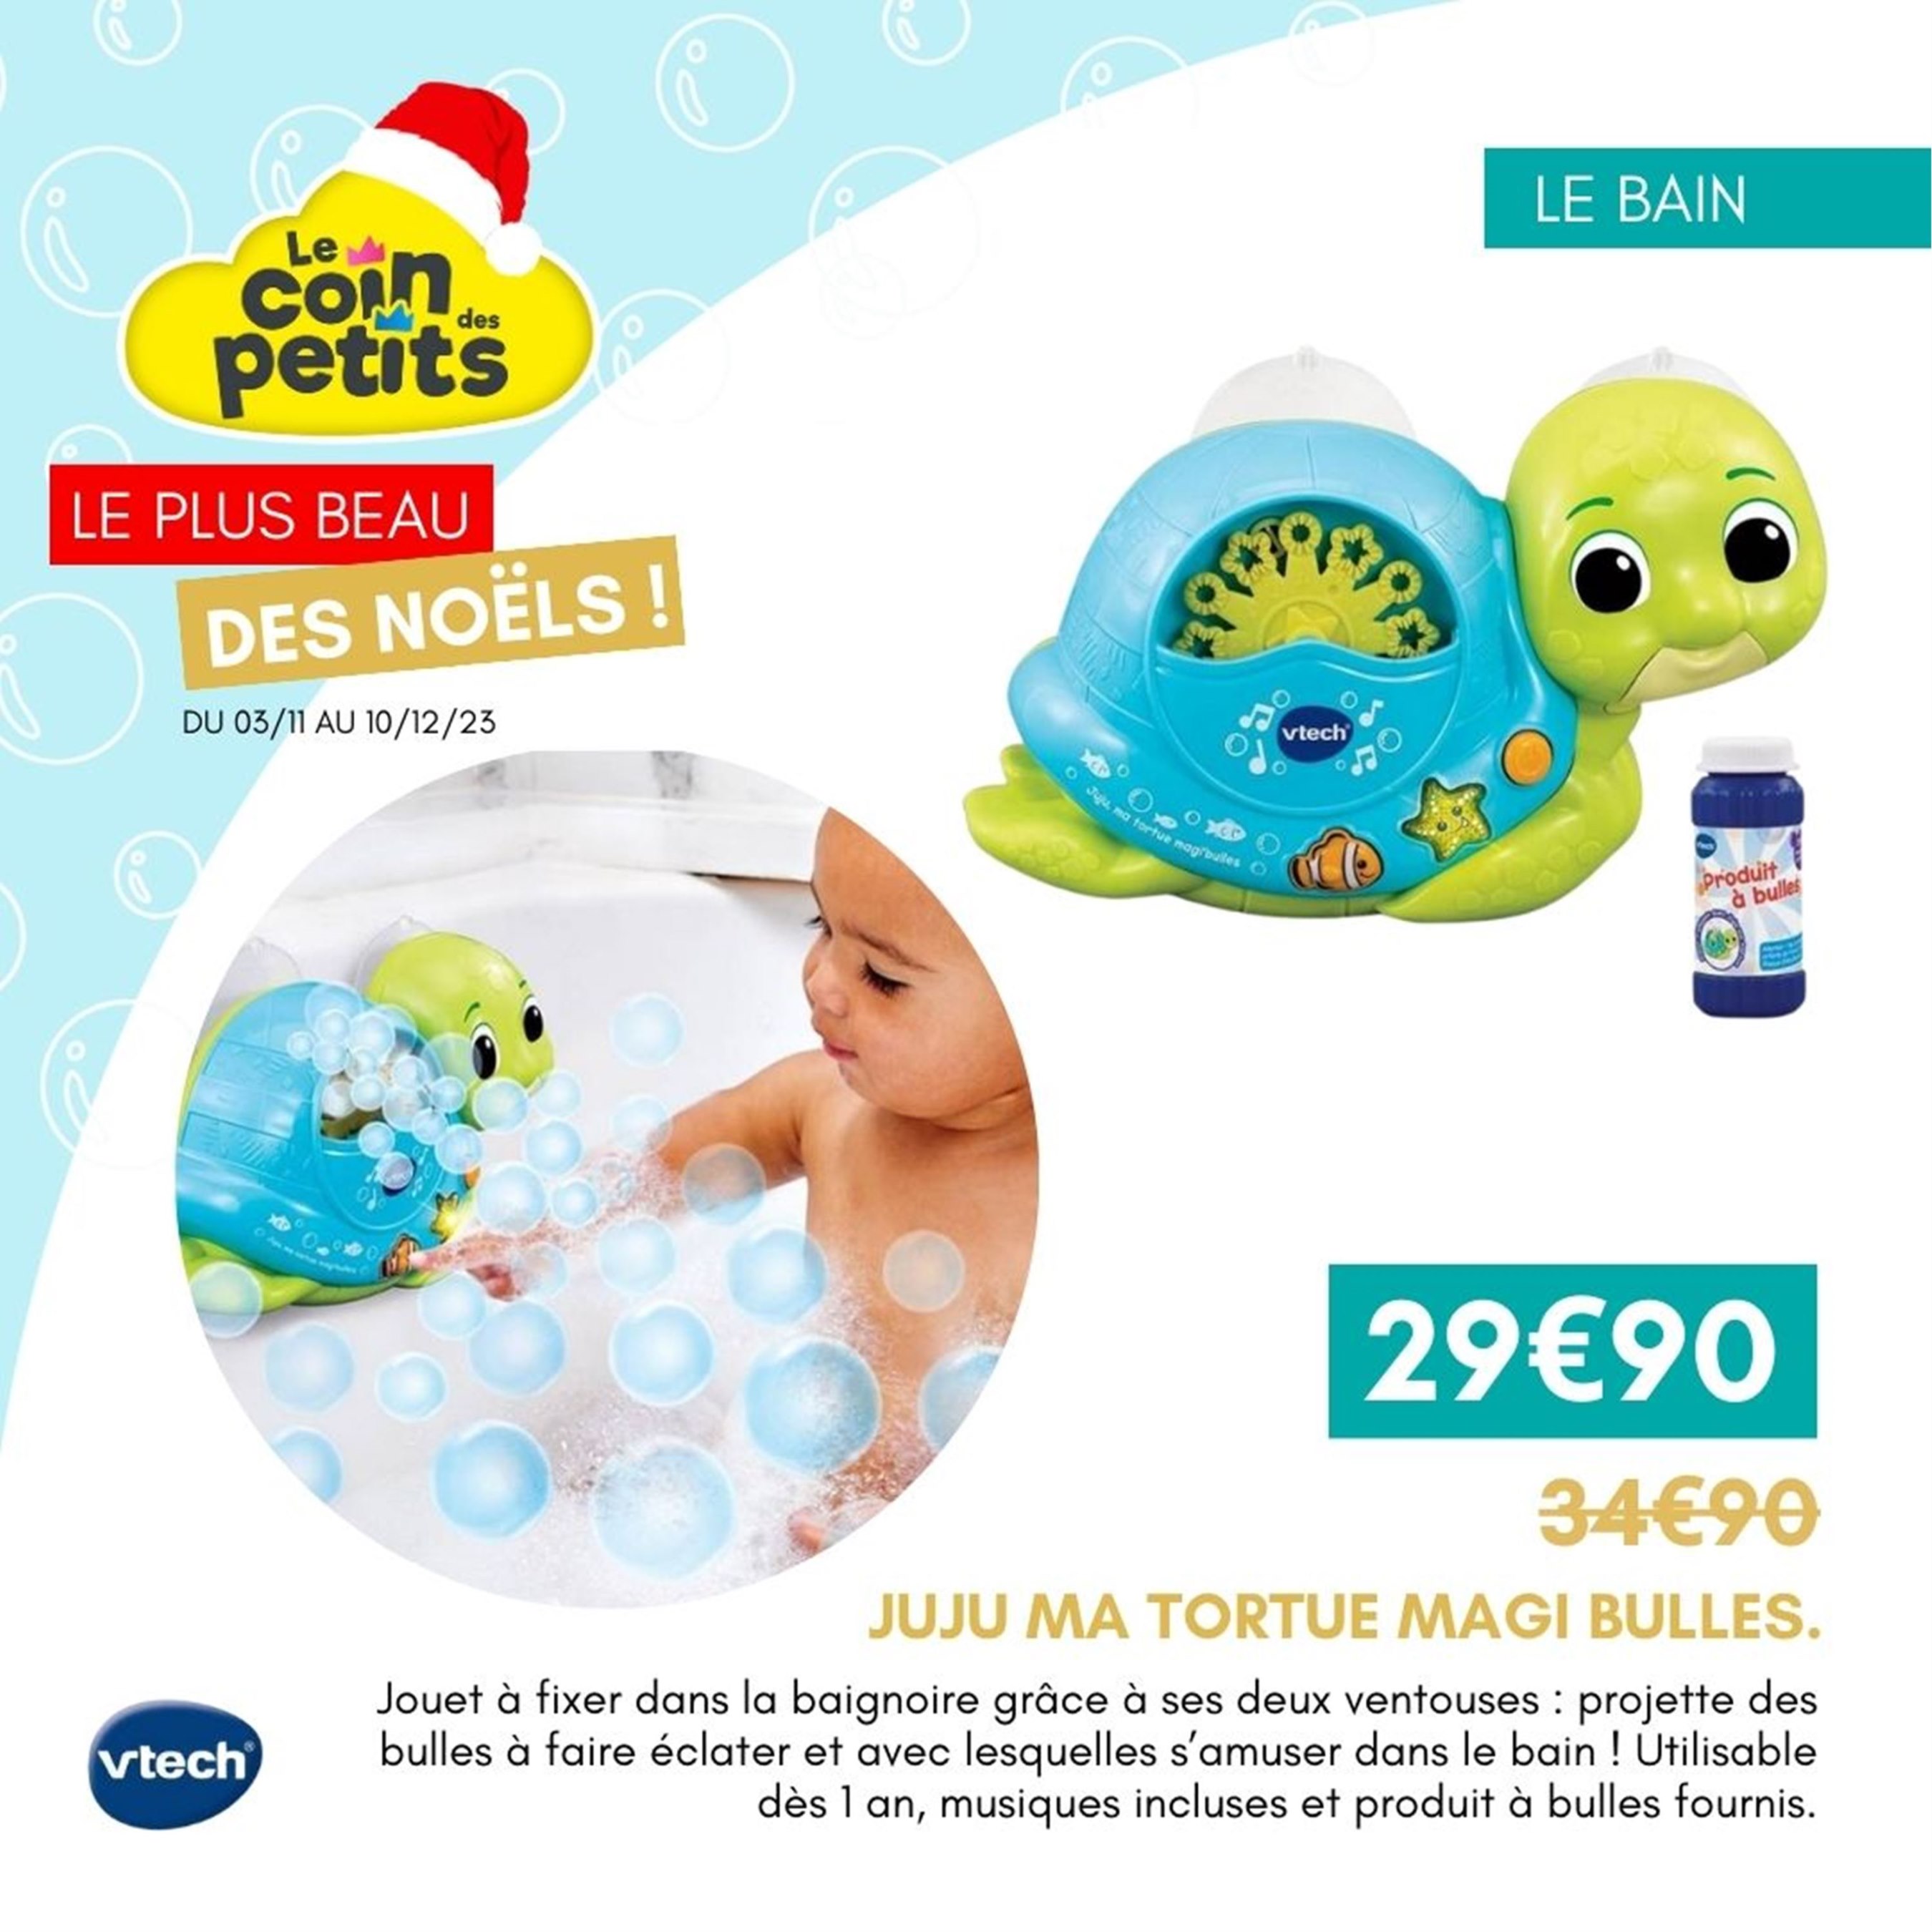 Le
coin
des
petits
LE PLUS BEAU
DES NOËLS !
DU 03/11 AU 10/12/23
LE BAIN
vtech
Juju, ma tortue magi'bulles
Produit
à bulles
29€90
34€90
JUJU MA TORTUE MAGI BULLES.
Jouet à fixer dans la baignoire grâce à ses deux ventouses : projette des
bulles à faire éclater et avec lesquelles s'amuser dans le bain ! Utilisable
dès 1 an, musiques incluses et produit à bulles fournis.
vtech®